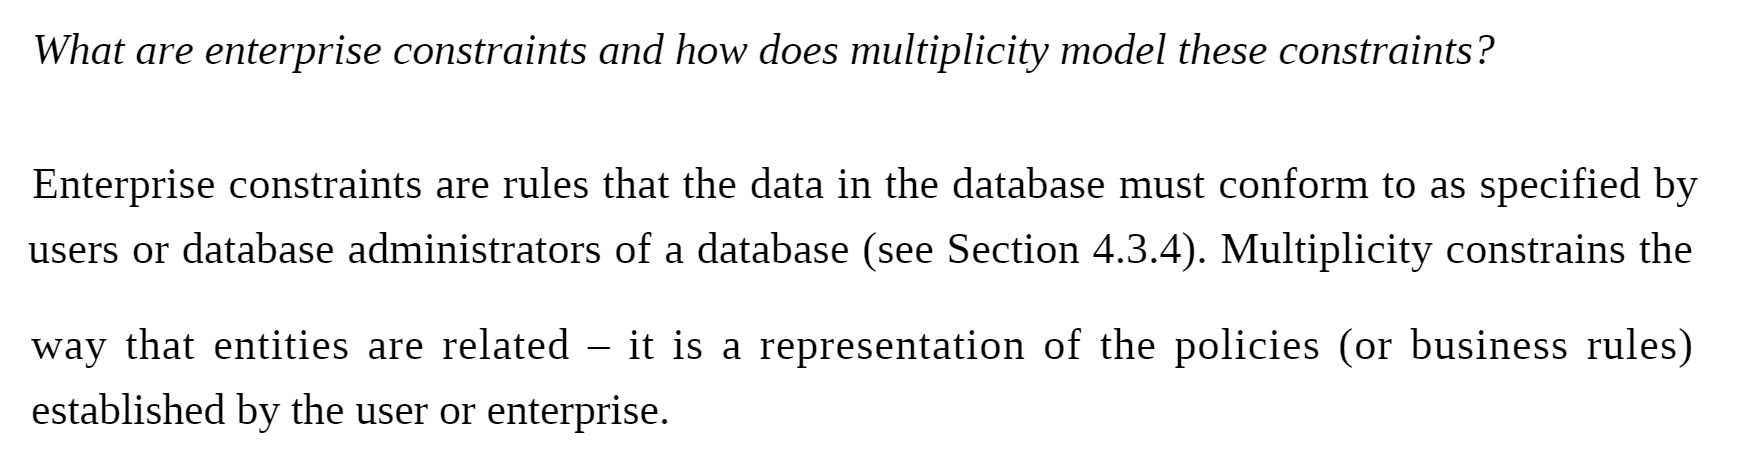 What are enterprise constraints and how does multiplicity model these constraints?
Enterprise constraints are rules that the data in the database must conform to as specified by
users or database administrators of a database (see Section 4.3.4). Multiplicity constrains the
way that entities are related – it is a representation of the policies (or business rules)
established by the user or enterprise.